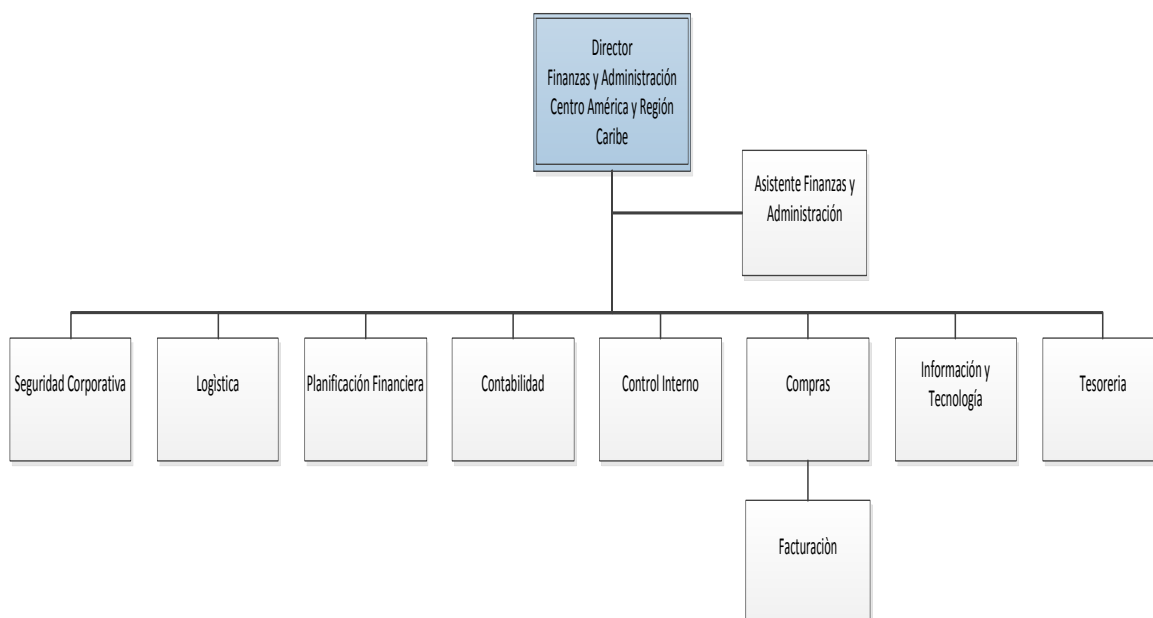 Director
Finanzas y Administración
Centro América y Región
Caribe
Asistente Finanzas y
Administración
Seguridad Corporativa
Logìstica
Planificación Financiera
Contabilidad
Control Interno
Compras
Información y
Tecnología
Tesoreria
Facturaciòn